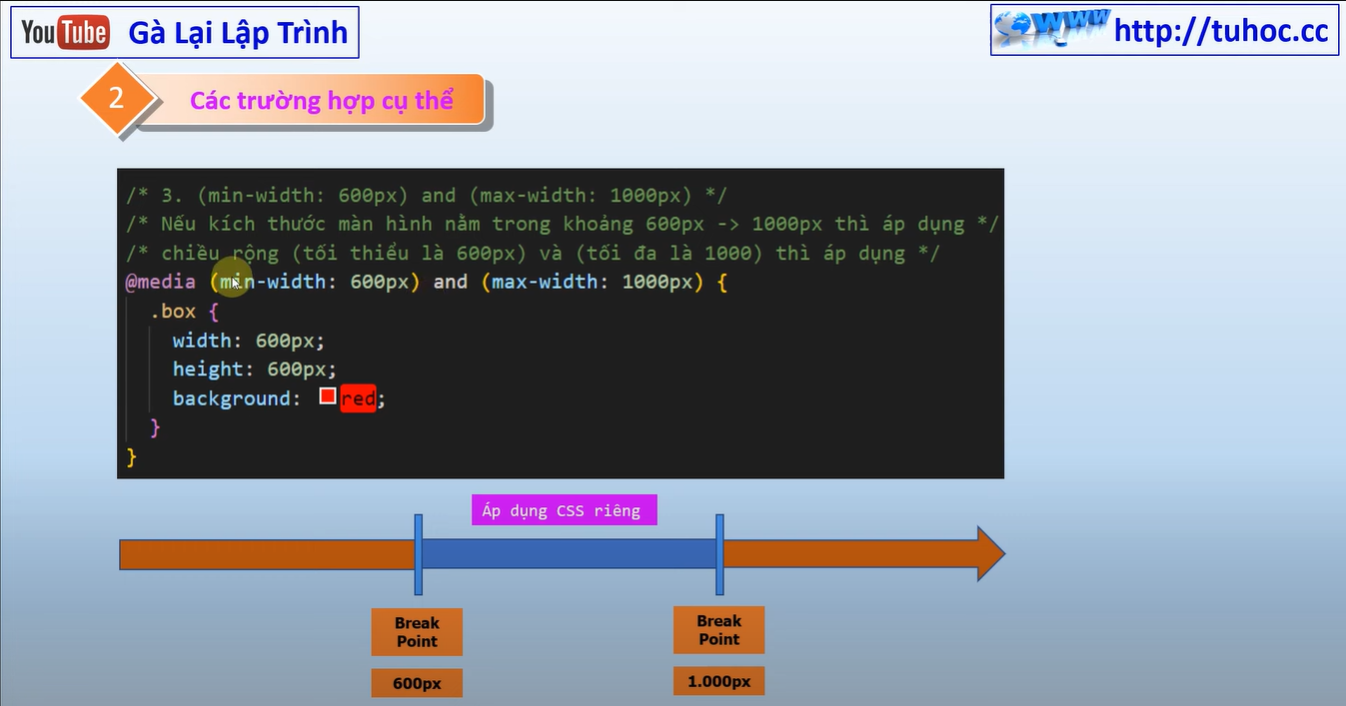 YouTube Gà Lại Lập Trình
WWW http://tuhoc.cc
2 Các trường hợp cụ thể
/* 3. (min-width: 600px) and (max-width: 1000px) */
/* Nếu kích thước màn hình nằm trong khoảng 600px -> 1000px thì áp dụng */
/* chiều rộng (tối thiểu là 600px) và (tối đa là 1000) thì áp dụng */
@media (min-width: 600px) and (max-width: 1000px) {
.box {
width: 600px;
height: 600px;
background: red;
}
}
Áp dụng CSS riêng
Break
Point
600px
Break
Point
1.000px